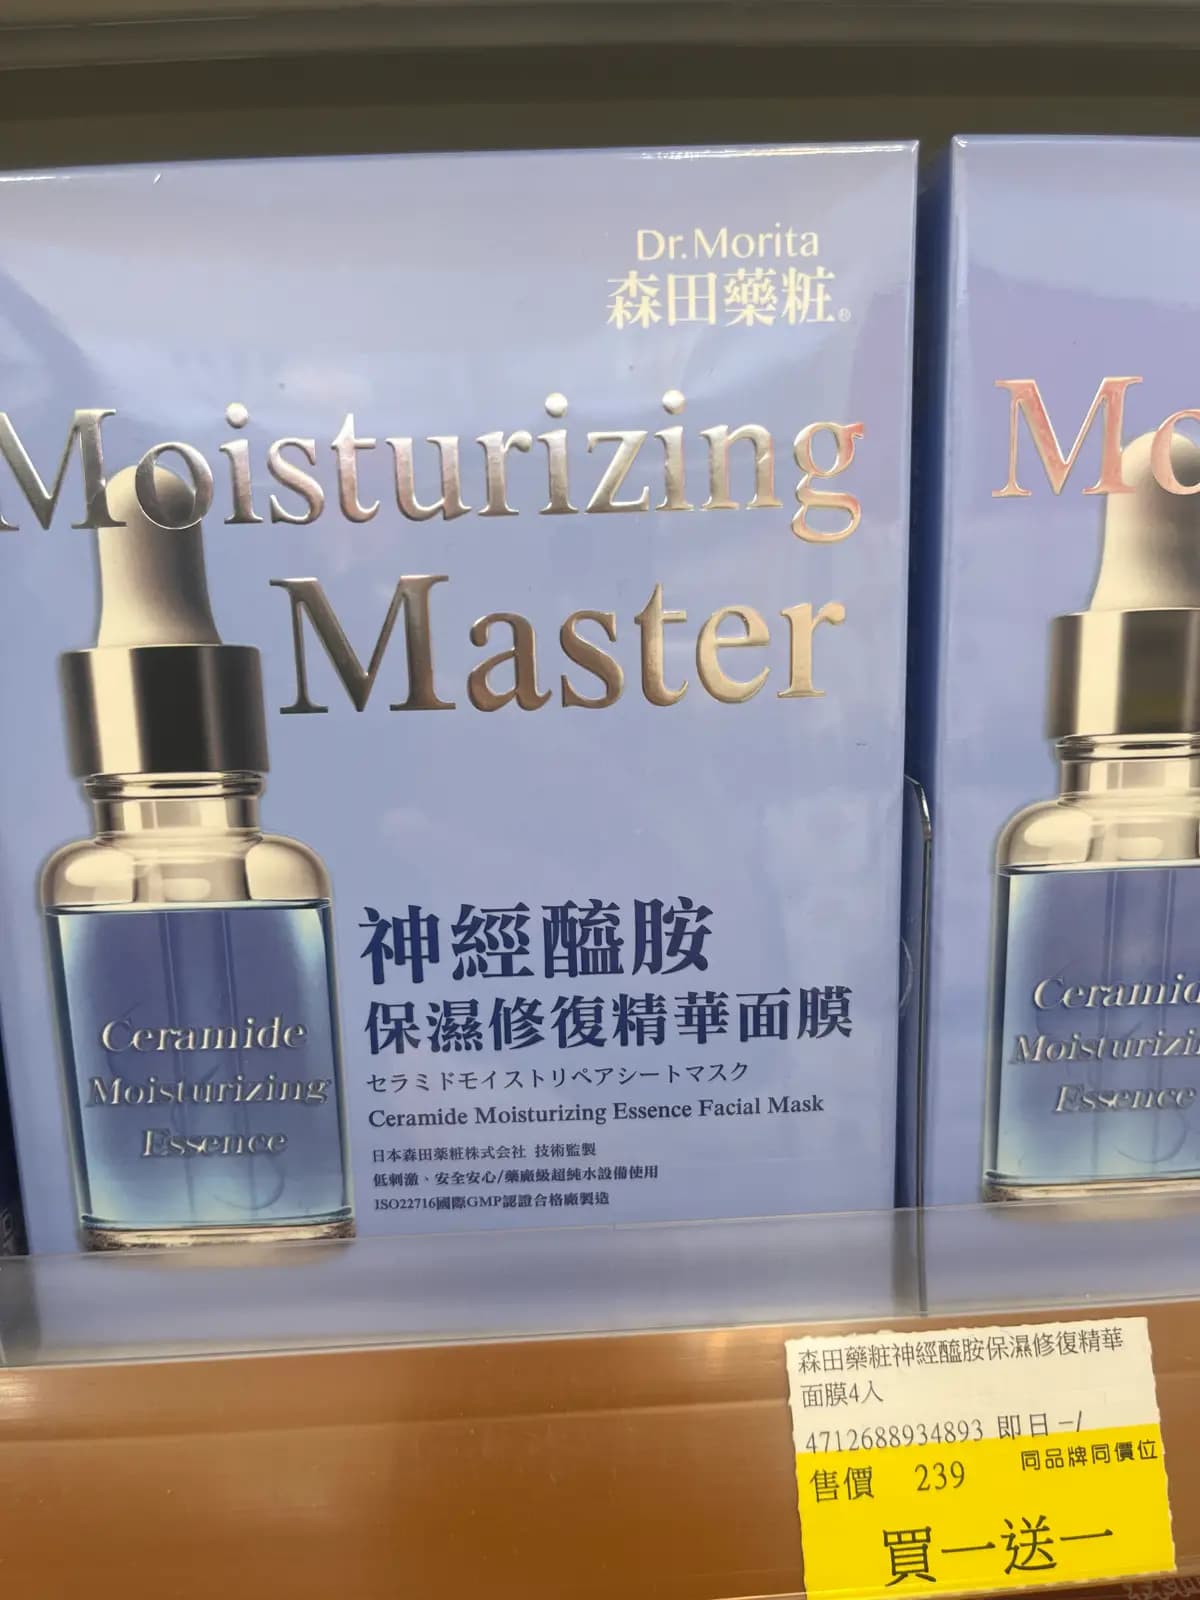 Dr.Morita
森田藥粧®
Moisturizing
Master
神經醯胺
保濕修復精華面膜
セラミドモイストリペアシートマスク
Ceramide Moisturizing Essence Facial Mask
日本森田薬粧株式会社 技術監製
低刺激、安全安心/藥廠級超純水設備使用
ISO22716國際GMP認證合格廠製造
Ceramide
Moisturizing
Essence
Mo
Ceramic
Moisturizi
Essence
森田藥粧神經醯胺保濕修復精華
面膜4入
4712688934893 即日-/
同品牌同價位
售價 239
買一送一